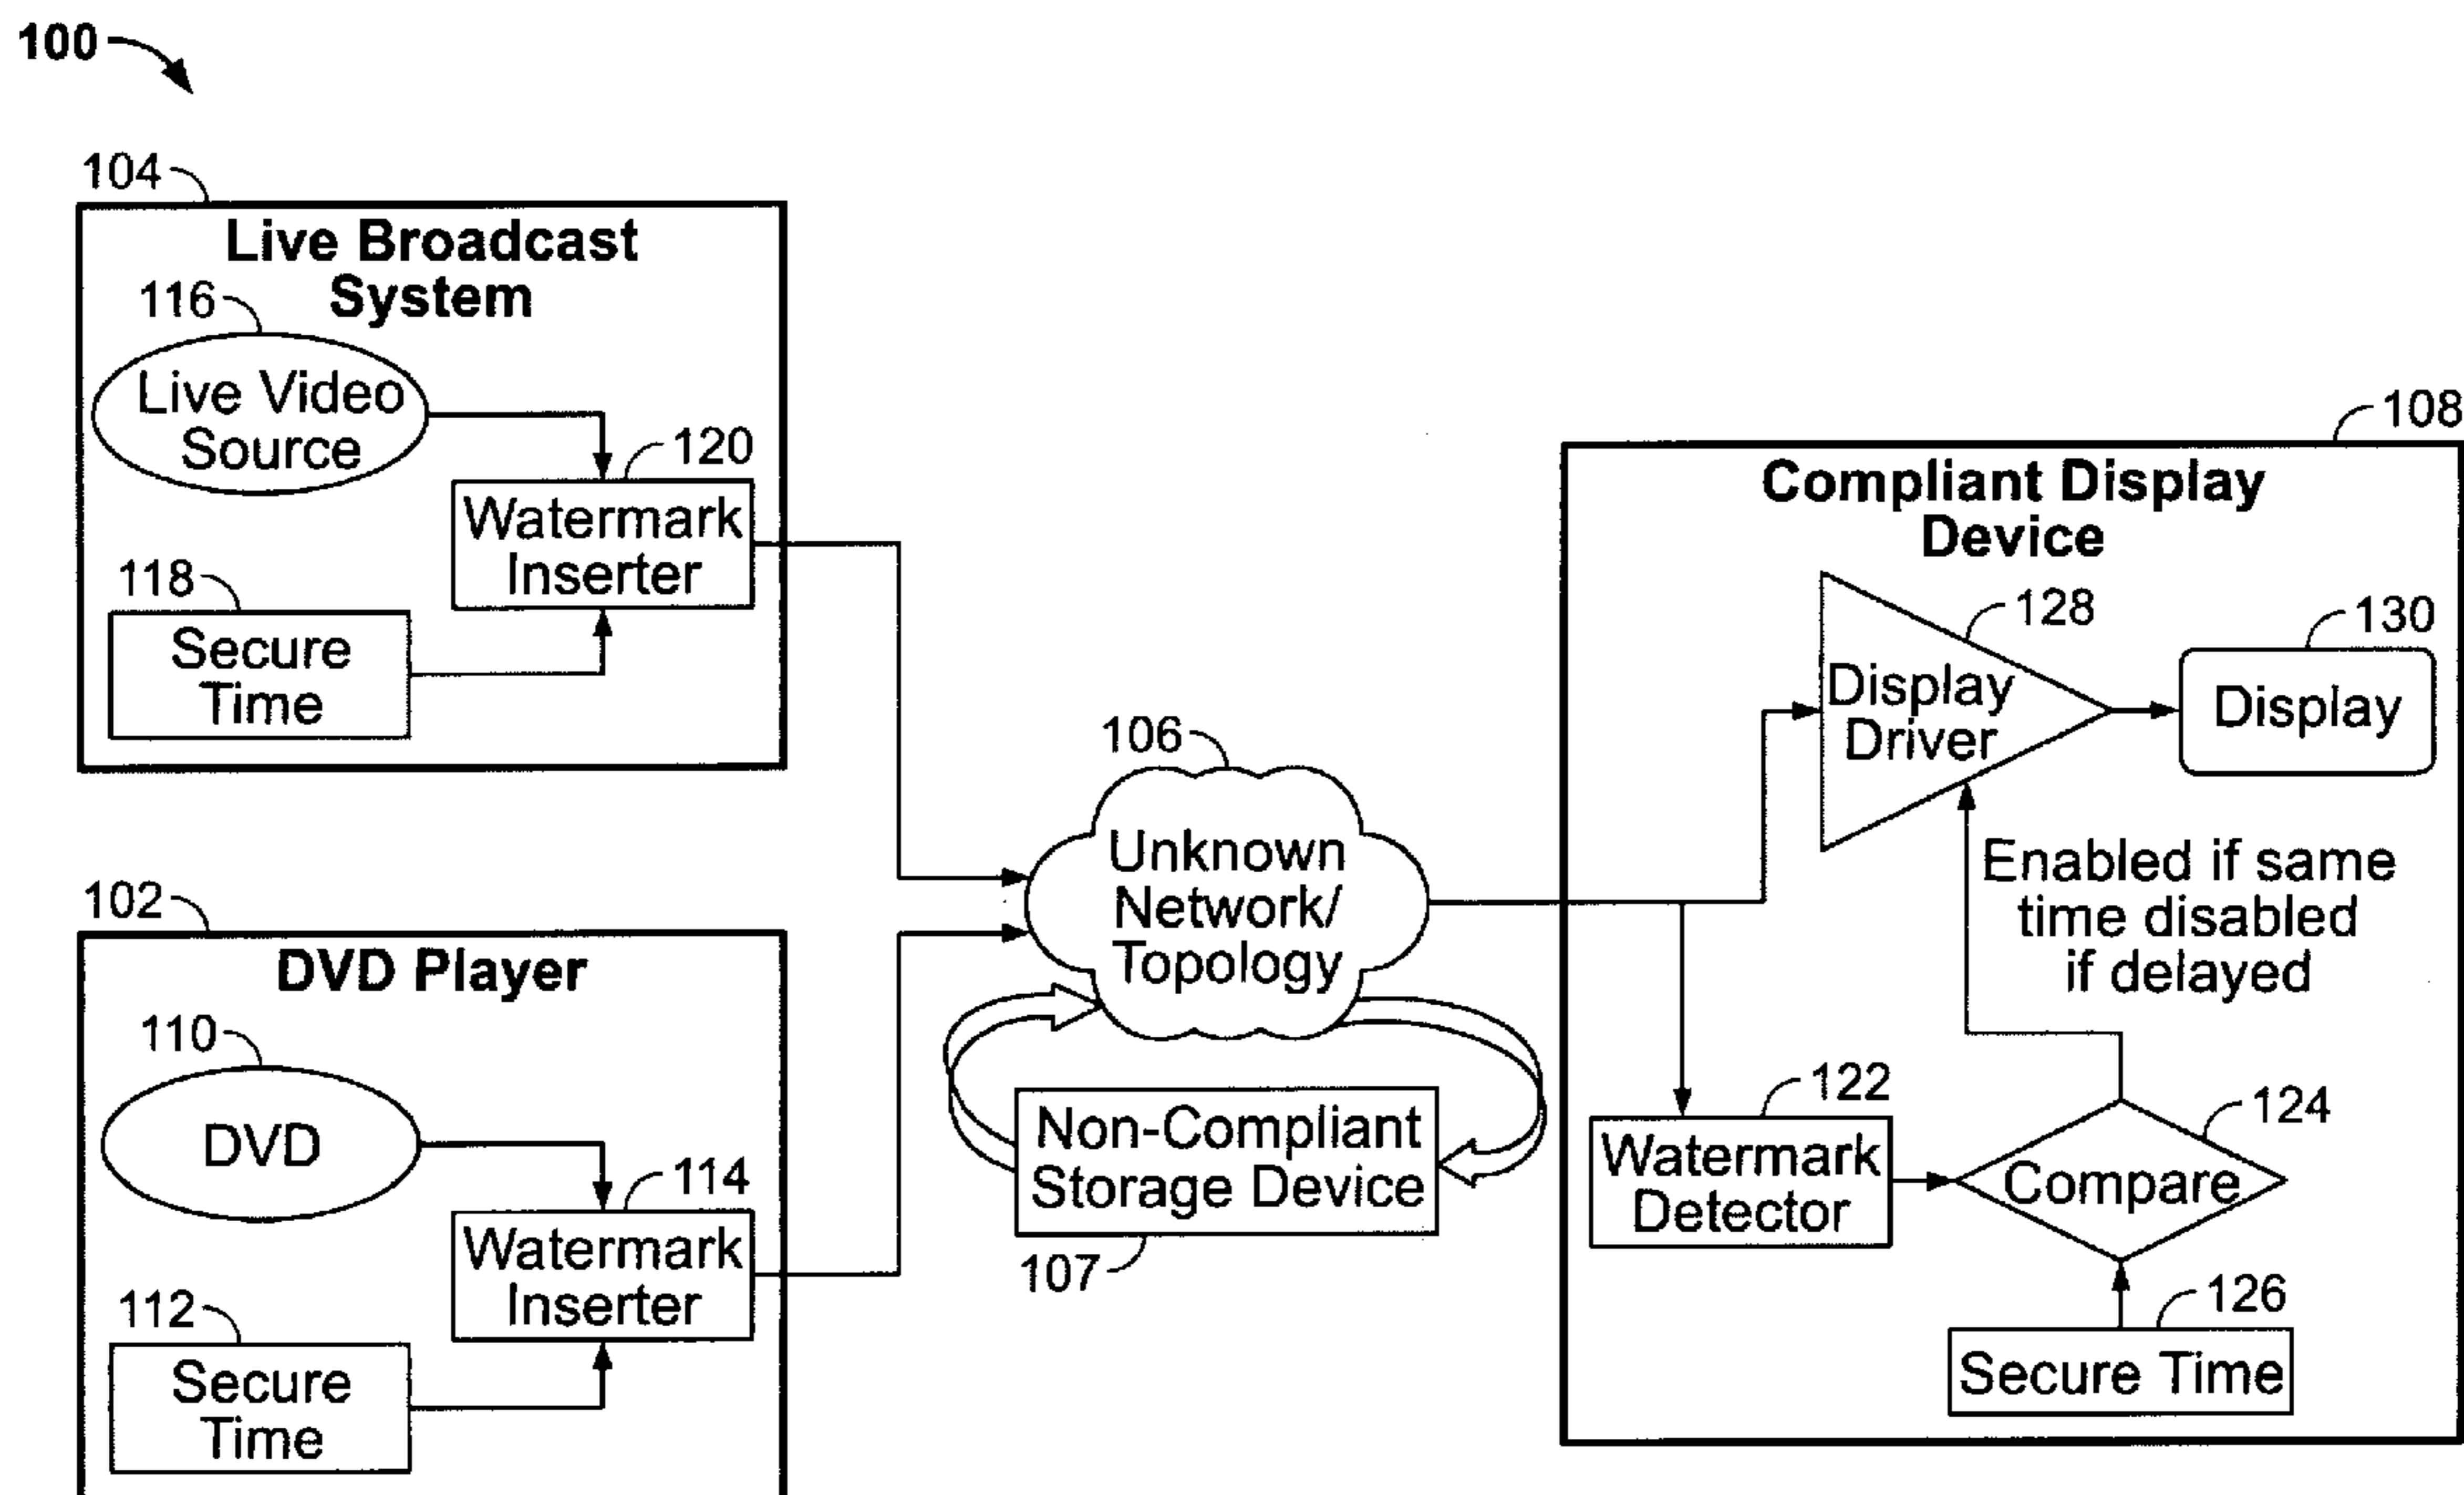 100
104
Live Broadcast
System
116
Live Video
Source
120
Watermark
Inserter
118
Secure
Time
102
DVD Player
110
DVD
114
Watermark
Inserter
112
Secure
Time
106
Unknown
Network/
Topology
Non-Compliant
Storage Device
107
108
Compliant Display
Device
128
Display
Driver
130
Display
Enabled if same
time disabled
if delayed
122
Watermark
Detector
124
Compare
126
Secure Time